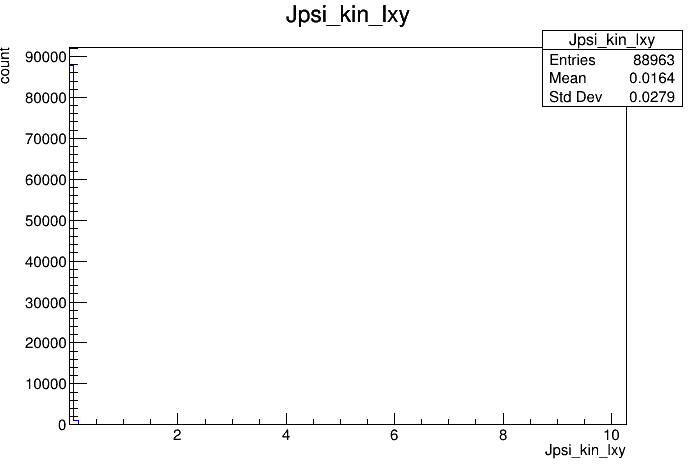 Jpsi_kin_lxy
Jpsi_kin_lxy
Entries 88963
Mean 0.0164
Std Dev 0.0279
count
90000
80000
70000
60000
50000
40000
30000
20000
10000
0
2 4 6 8 10
Jpsi_kin_lxy